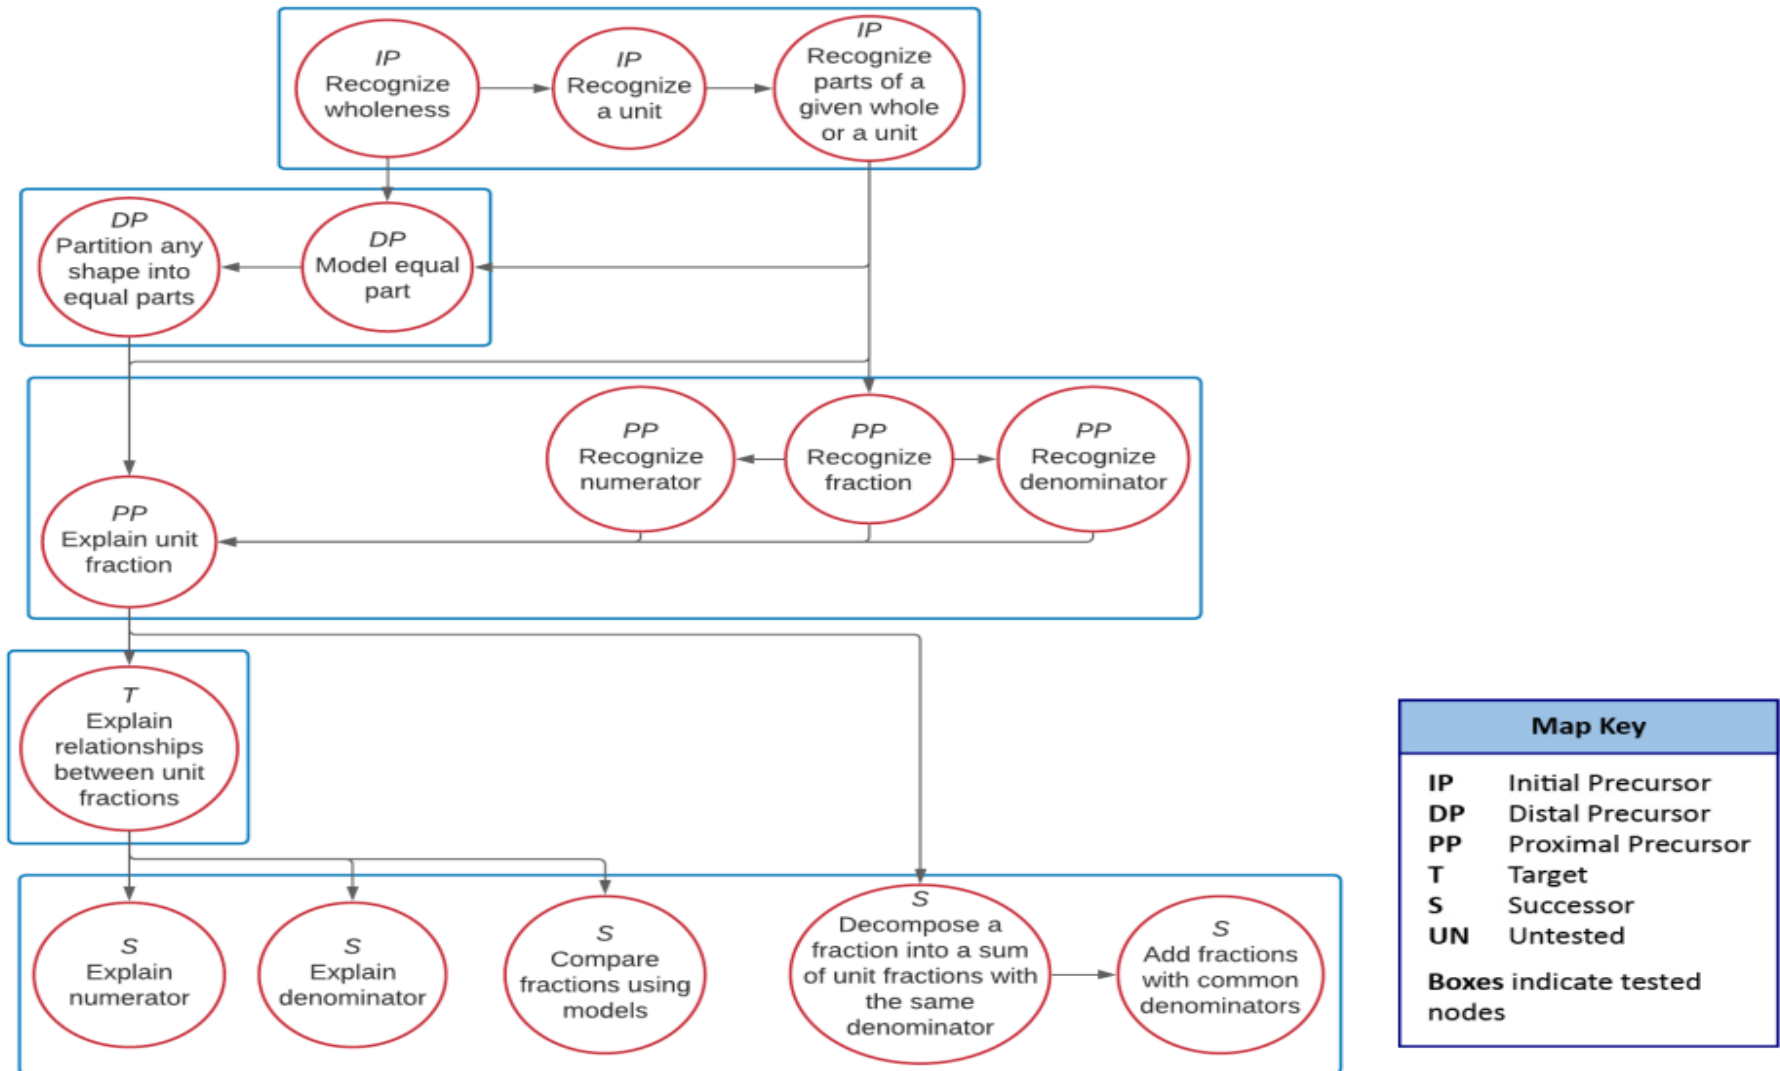 IP
Recognize
wholeness
IP
Recognize
a unit
IP
Recognize
parts of a
given whole
or a unit
DP
Partition any
shape into
equal parts
DP
Model equal
part
PP
Recognize
numerator
PP
Recognize
fraction
PP
Recognize
denominator
PP
Explain unit
fraction
T
Explain
relationships
between unit
fractions
S
Explain
numerator
S
Explain
denominator
S
Compare
fractions using
models
S
Decompose a
fraction into a sum
of unit fractions with
the same
denominator
S
Add fractions
with common
denominators
Map Key
IP Initial Precursor
DP Distal Precursor
PP Proximal Precursor
T Target
S Successor
UN Untested
Boxes indicate tested
nodes